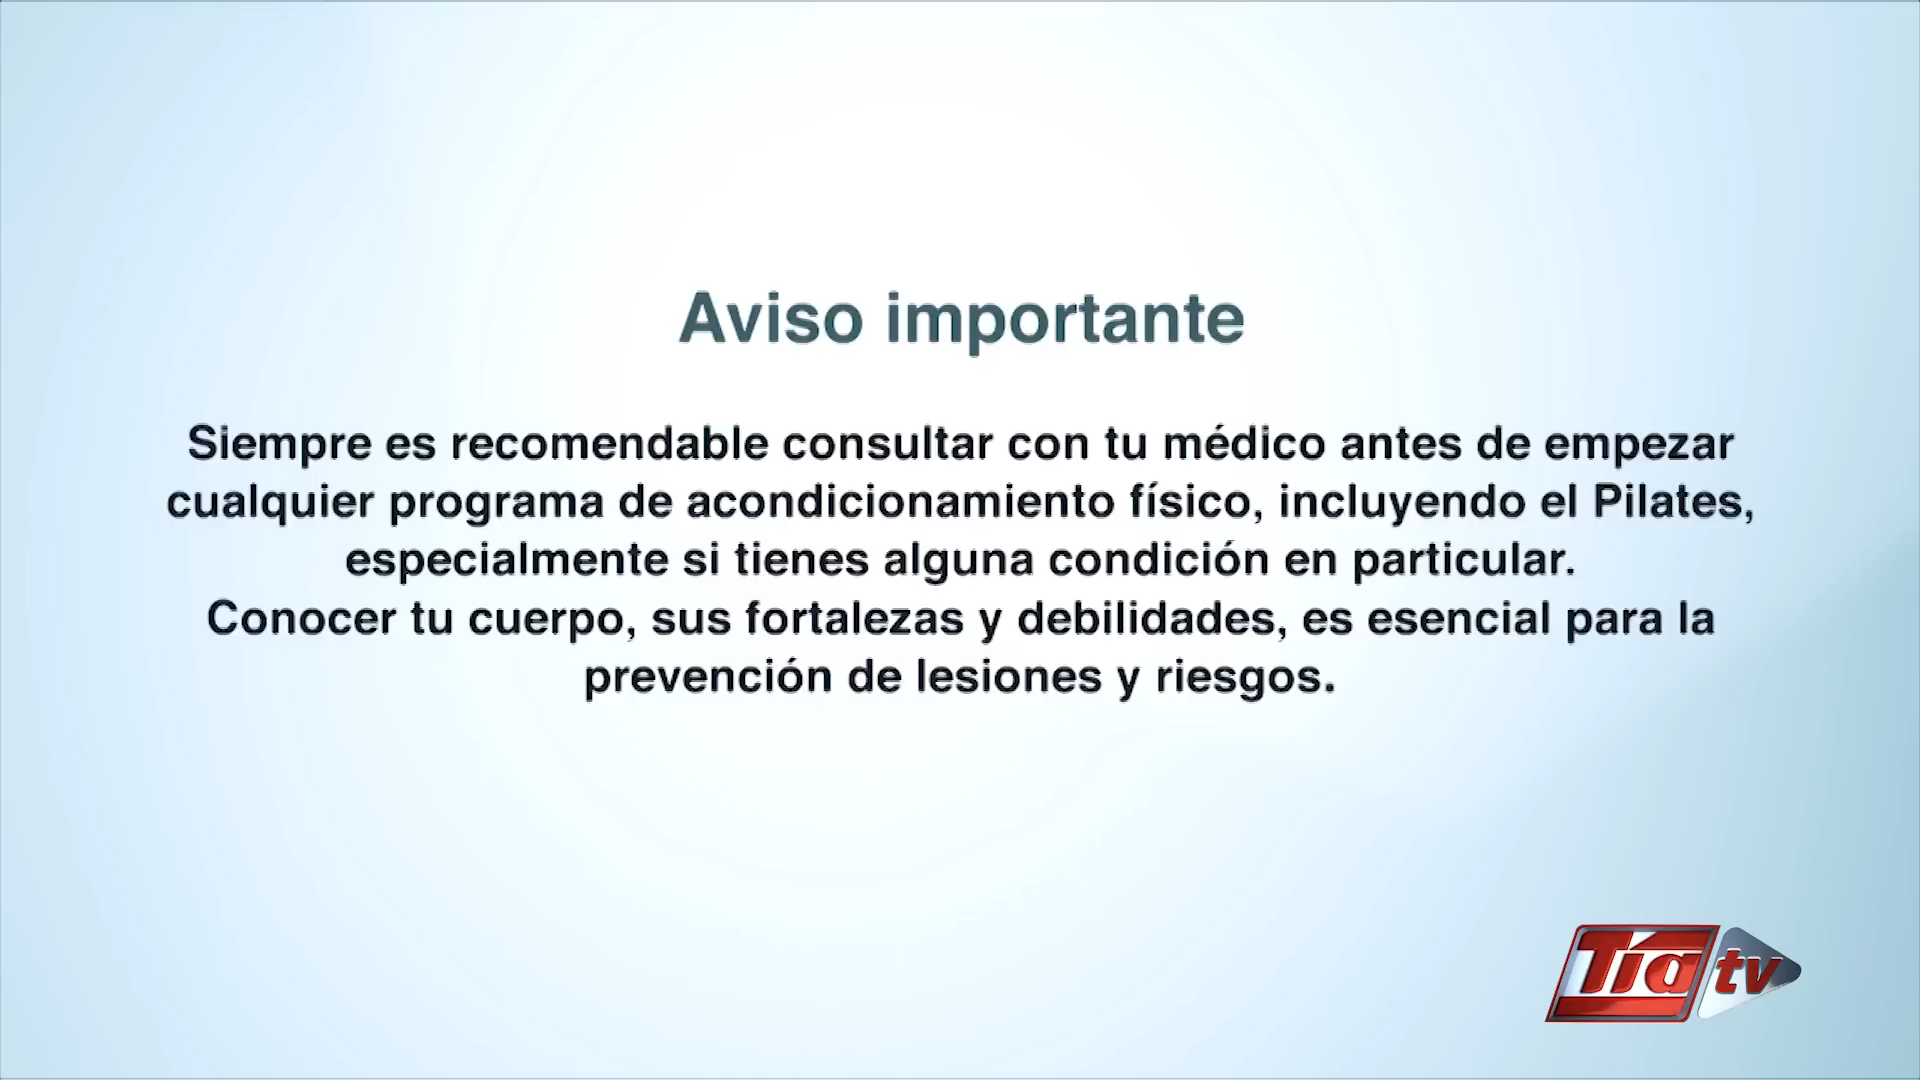 Aviso importante
Siempre es recomendable consultar con tu médico antes de empezar
cualquier programa de acondicionamiento físico, incluyendo el Pilates,
especialmente si tienes alguna condición en particular.
Conocer tu cuerpo, sus fortalezas y debilidades, es esencial para la
prevención de lesiones y riesgos.
Tía tv